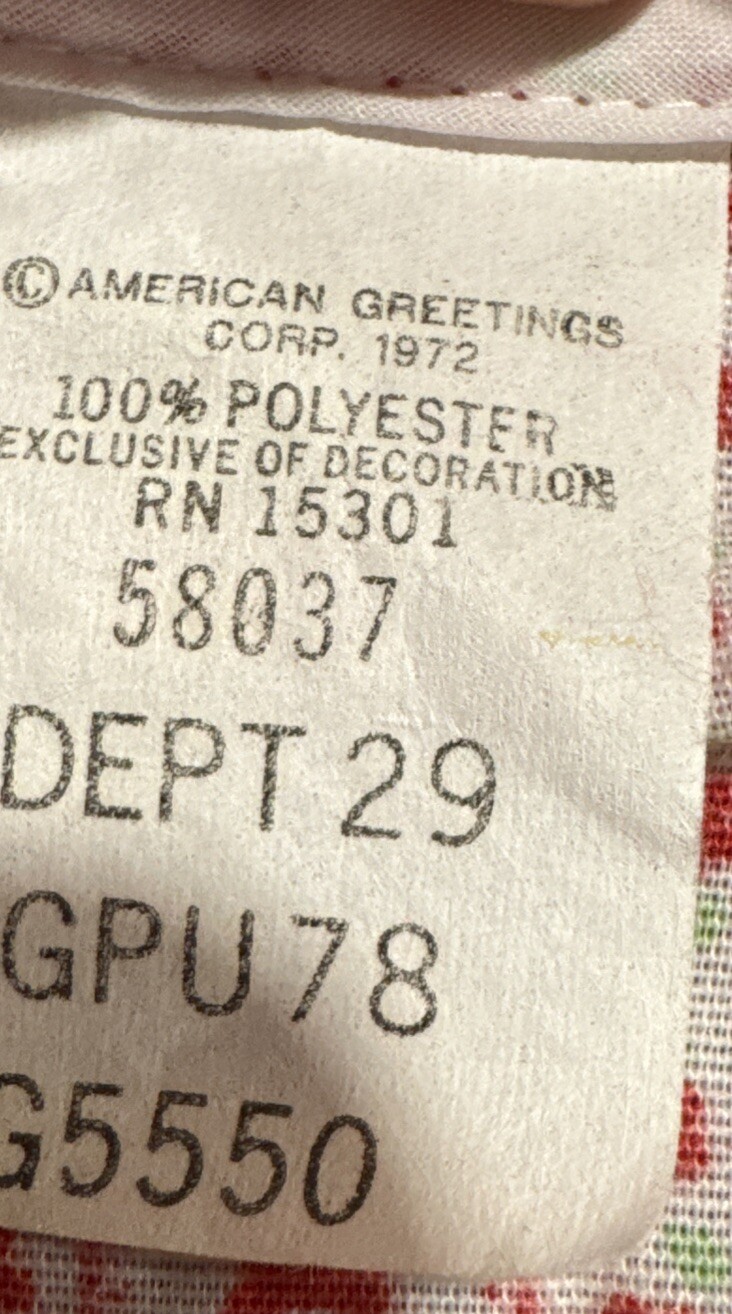 ©AMERICAN GREETINGS
CORP. 1972
100% POLYESTER
EXCLUSIVE OF DECORATION
RN 15301
58037
DEPT 29
GPU78
G5550